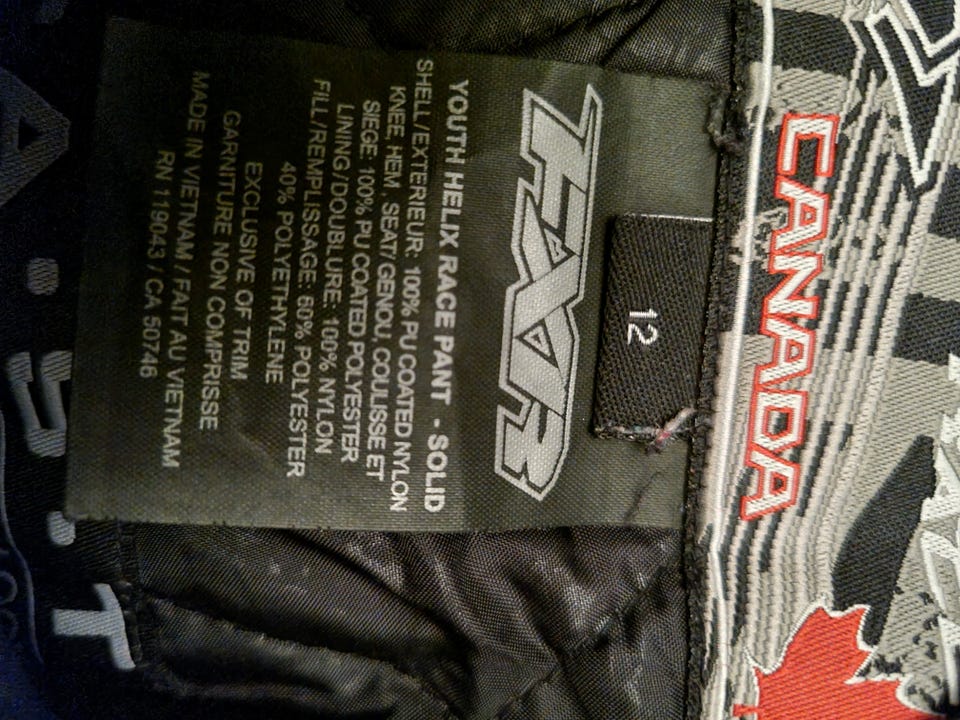 CANADA
12
FXR
YOUTH HELIX RACE PANT - SOLID
SHELL/EXTERIEUR: 100% PU COATED NYLON
KNEE, HEM, SEAT/ GENOU, COULISSE ET
SIEGE: 100% PU COATED POLYESTER
LINING/DOUBLURE: 100% NYLON
FILL/REMPLISSAGE: 60% POLYESTER
40% POLYETHYLENE
EXCLUSIVE OF TRIM
GARNITURE NON COMPRISSE
MADE IN VIETNAM / FAIT AU VIETNAM
RN 119043 / CA 50746